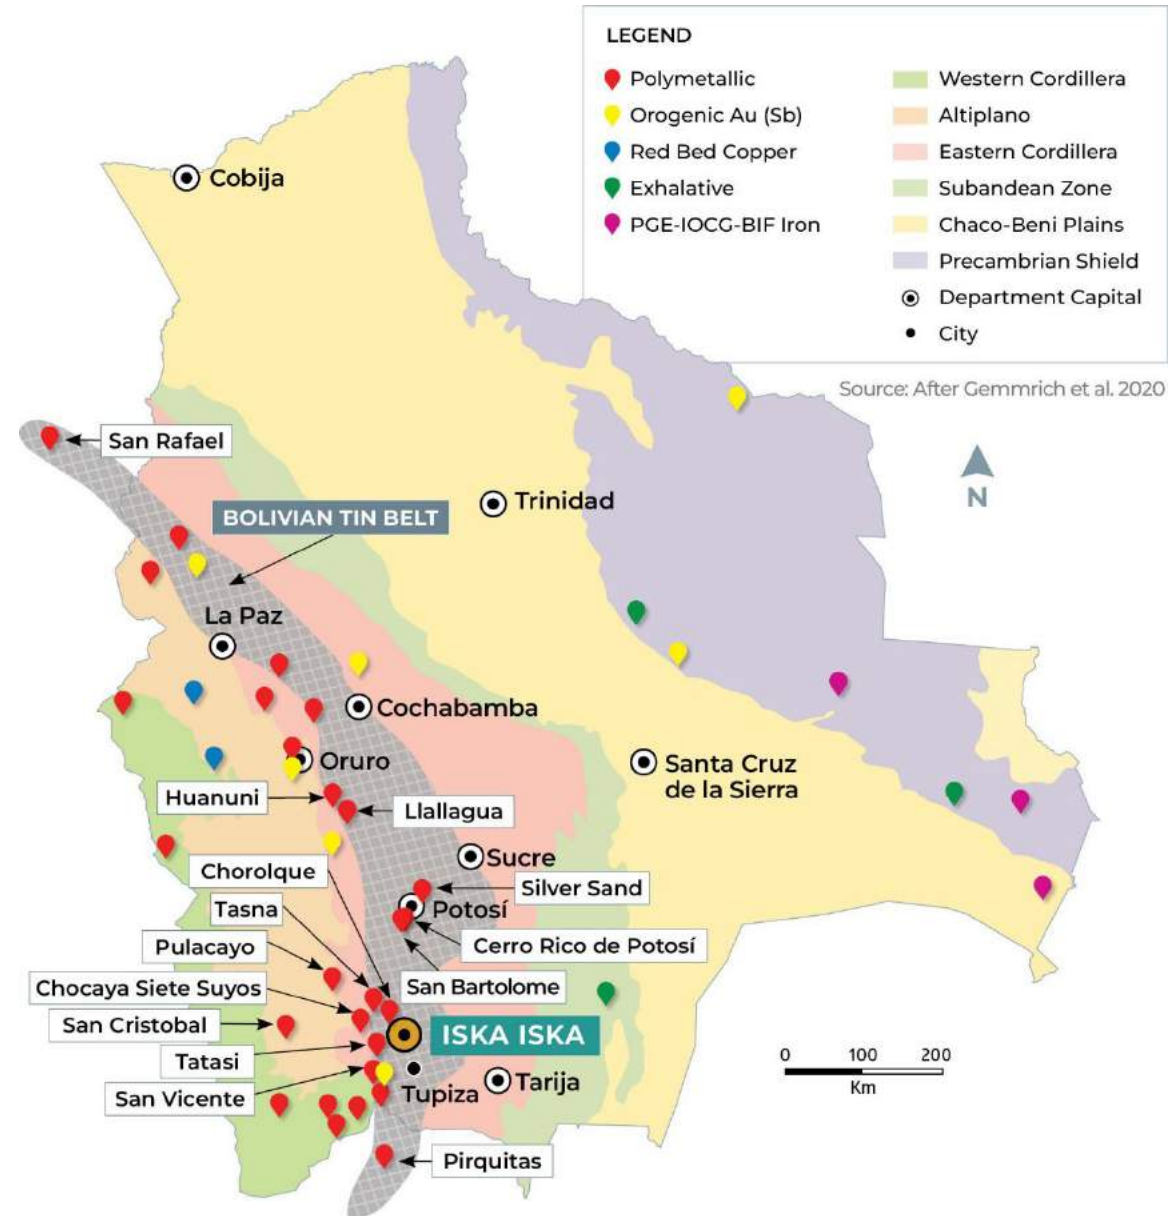 LEGEND
Polymetallic
Orogenic Au (Sb)
Red Bed Copper
Exhalative
PGE-IOCG-BIF Iron
Western Cordillera
Altiplano
Eastern Cordillera
Subandean Zone
Chaco-Beni Plains
Precambrian Shield
Department Capital
City
Source: After Gemmrich et al. 2020
Cobija
San Rafael
N
Trinidad
BOLIVIAN TIN BELT
La Paz
Cochabamba
Oruro
Santa Cruz
de la Sierra
Huanuni
Llallagua
Sucre
Chorolque
Silver Sand
Tasna
Potosí
Pulacayo
Cerro Rico de Potosí
Chocaya Siete Suyos
San Bartolome
San Cristobal
ISKA ISKA
Tatasi
San Vicente
Tupiza
Tarija
0 100 200
Km
Pirquitas